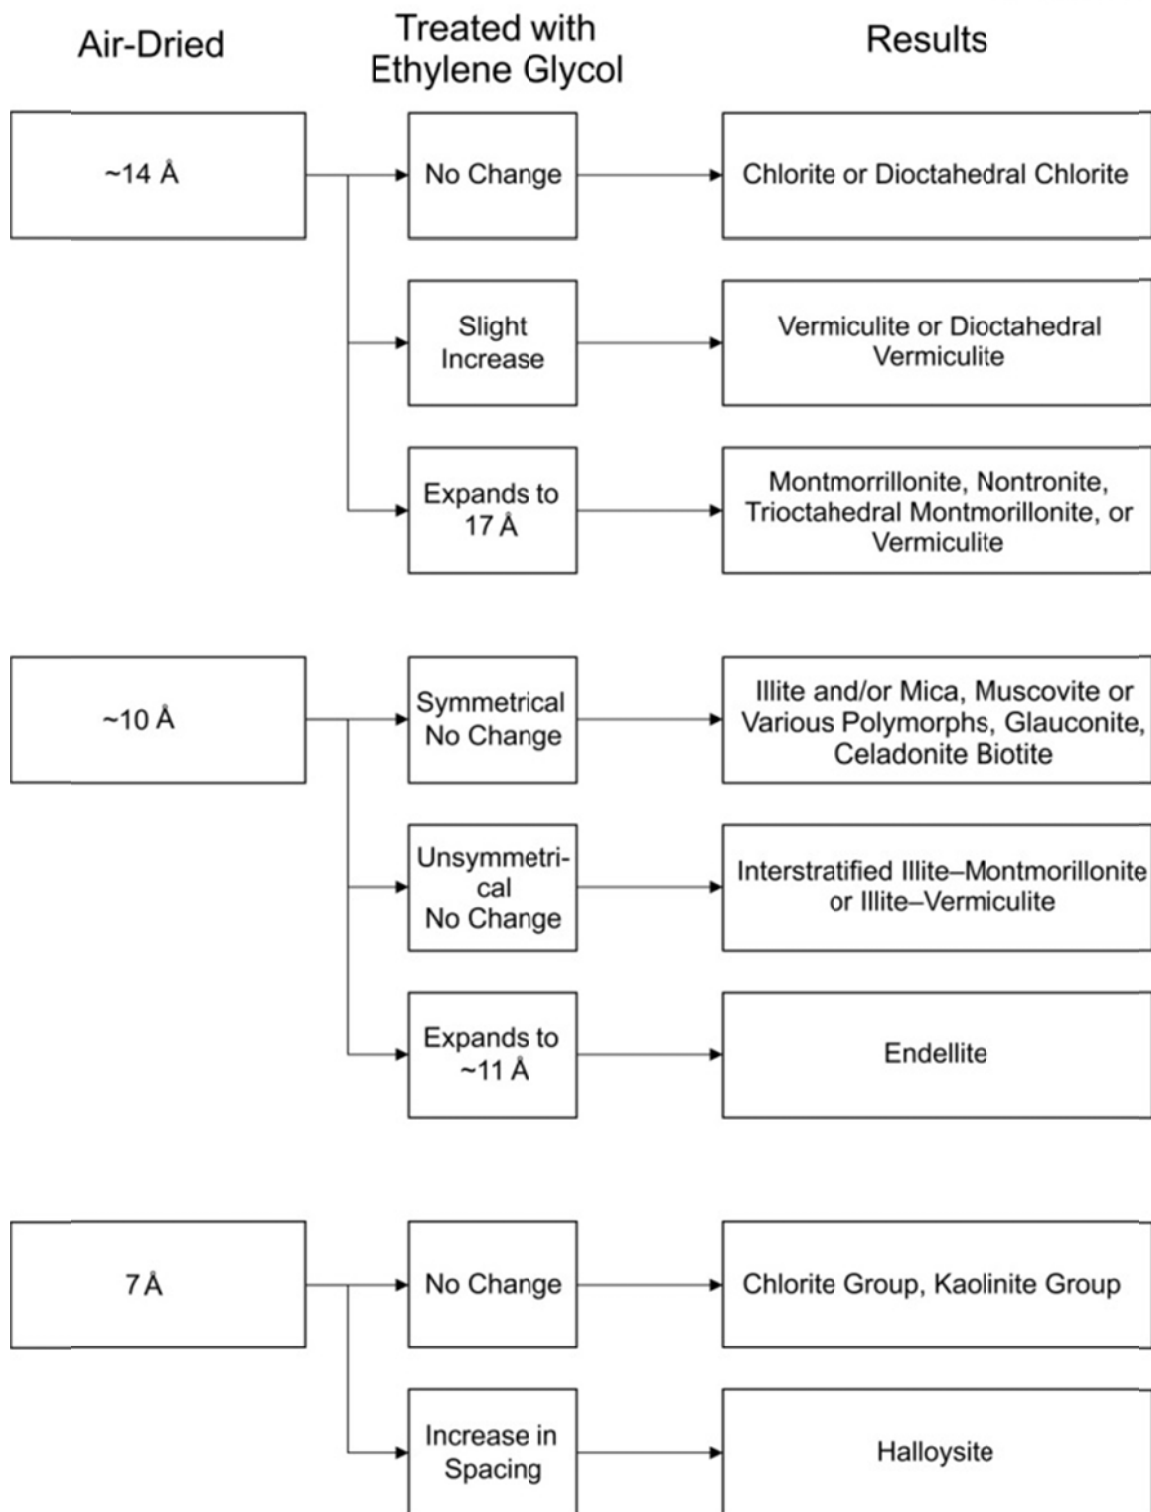 Air-Dried
Treated with
Ethylene Glycol
Results
~14 Å
No Change
Chlorite or Dioctahedral Chlorite
Slight
Increase
Vermiculite or Dioctahedral
Vermiculite
Expands to
17 Å
Montmorrillonite, Nontronite,
Trioctahedral Montmorillonite, or
Vermiculite
~10 Å
Symmetrical
No Change
Illite and/or Mica, Muscovite or
Various Polymorphs, Glauconite,
Celadonite Biotite
Unsymmetri-
cal
No Change
Interstratified Illite–Montmorillonite
or Illite–Vermiculite
Expands to
~11 Å
Endellite
7 Å
No Change
Chlorite Group, Kaolinite Group
Increase in
Spacing
Halloysite